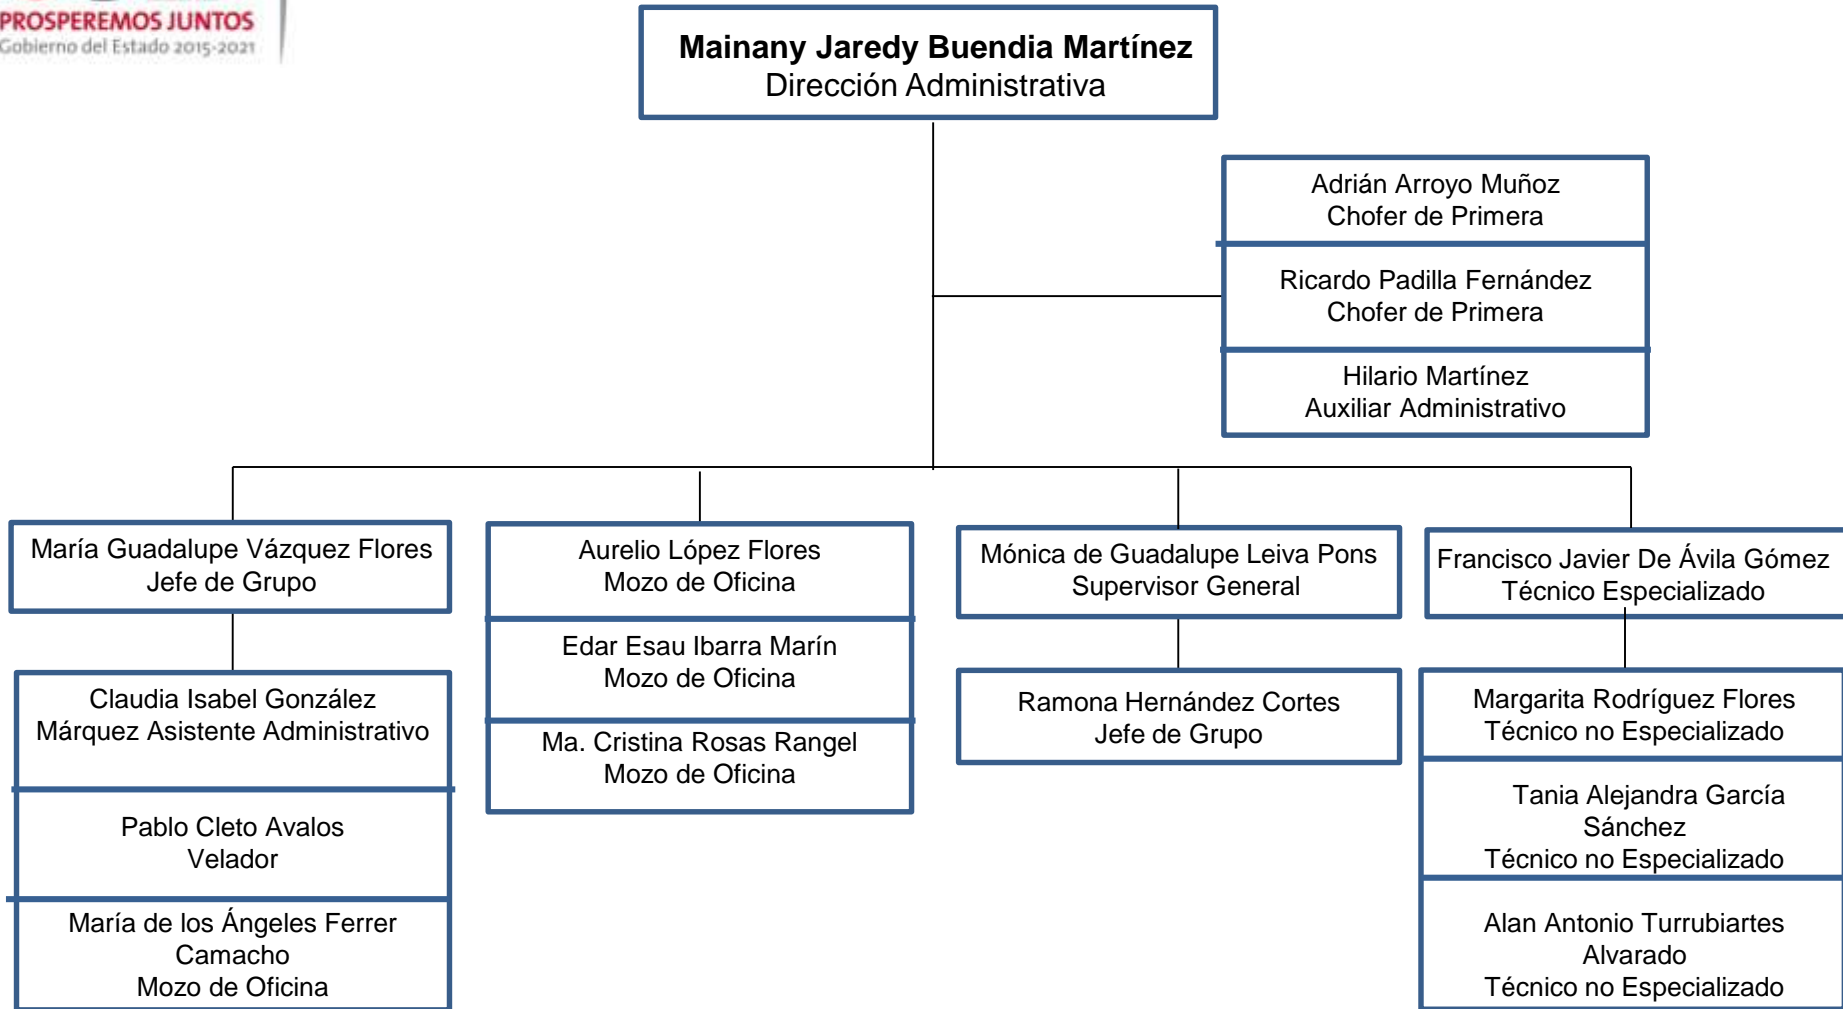 PROSPEREMOS JUNTOS
Gobierno del Estado 2015-2021
Mainany Jaredy Buendia Martínez
Dirección Administrativa
Adrián Arroyo Muñoz
Chofer de Primera
Ricardo Padilla Fernández
Chofer de Primera
Hilario Martínez
Auxiliar Administrativo
María Guadalupe Vázquez Flores
Jefe de Grupo
Claudia Isabel González
Márquez Asistente Administrativo
Pablo Cleto Avalos
Velador
María de los Ángeles Ferrer
Camacho
Mozo de Oficina
Aurelio López Flores
Mozo de Oficina
Edar Esau Ibarra Marín
Mozo de Oficina
Ma. Cristina Rosas Rangel
Mozo de Oficina
Mónica de Guadalupe Leiva Pons
Supervisor General
Ramona Hernández Cortes
Jefe de Grupo
Francisco Javier De Ávila Gómez
Técnico Especializado
Margarita Rodríguez Flores
Técnico no Especializado
Tania Alejandra García
Sánchez
Técnico no Especializado
Alan Antonio Turrubiartes
Alvarado
Técnico no Especializado